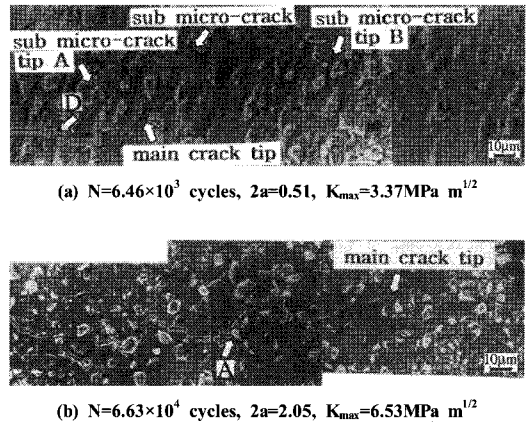 sub micro-crack
sub micro-crack
tip A
sub micro-crack
tip B
D
main crack tip
10μm
(a) N=6.46×10³ cycles, 2a=0.51, Kmax=3.37MPa m1/2
main crack tip
A
10μm
(b) N=6.63×10⁴ cycles, 2a=2.05, Kmax=6.53MPa m1/2